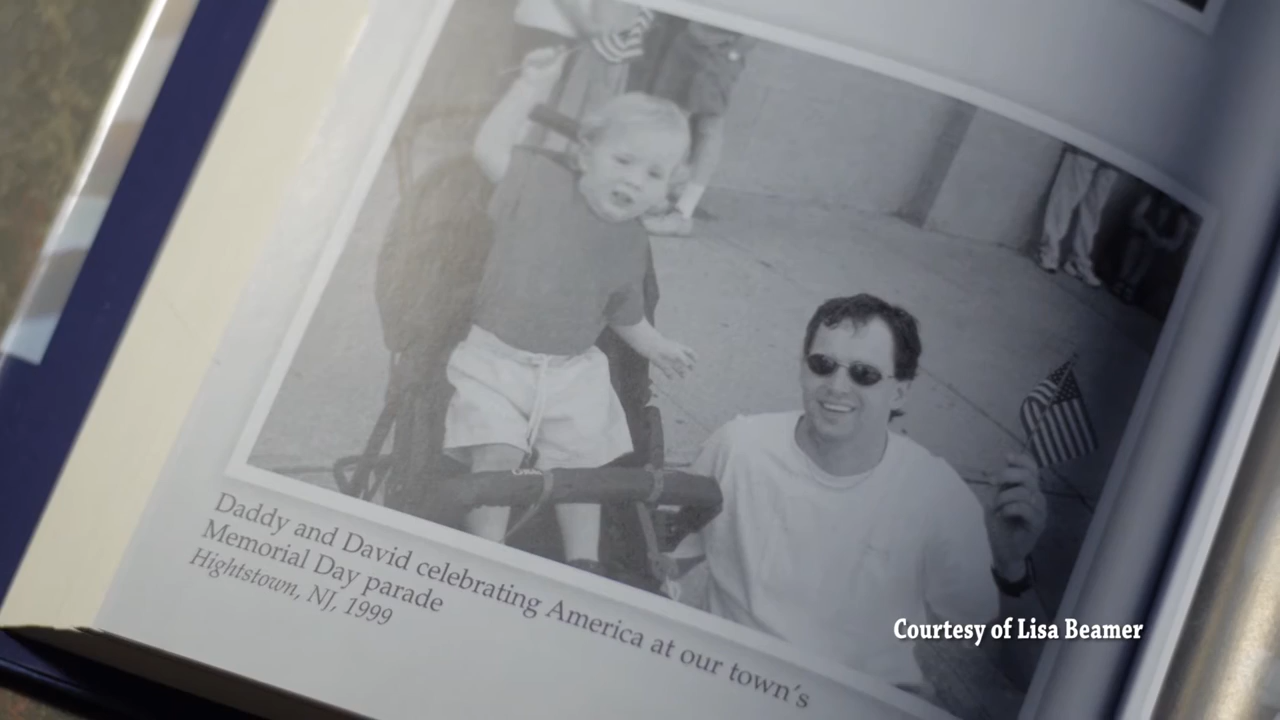 Daddy and David celebrating America at our town's
Memorial Day parade
Hightstown, NJ, 1999
Courtesy of Lisa Beamer